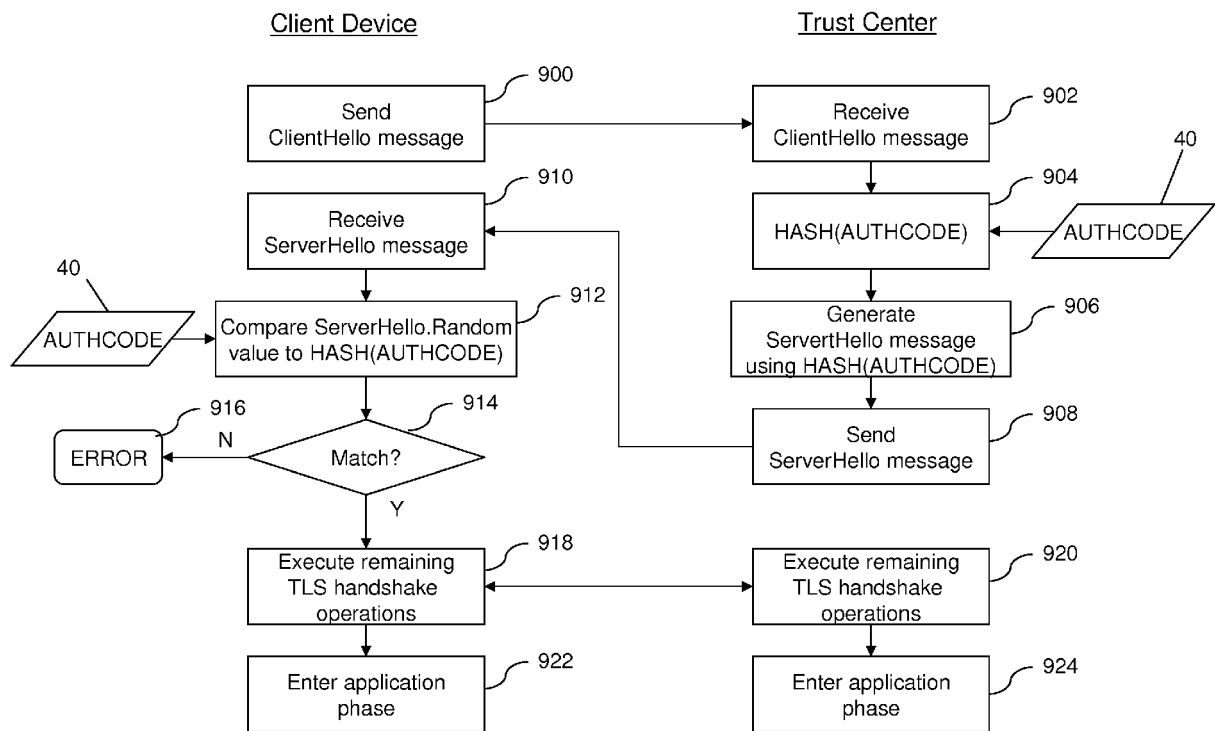 Client Device
Trust Center
900
Send
ClientHello message
902
Receive
ClientHello message
910
Receive
ServerHello message
904
HASH(AUTHCODE)
40
AUTHCODE
40
AUTHCODE
912
Compare ServerHello.Random
value to HASH(AUTHCODE)
906
Generate
ServertHello message
using HASH(AUTHCODE)
916
ERROR
N
914
Match?
Y
908
Send
ServerHello message
918
Execute remaining
TLS handshake
operations
920
Execute remaining
TLS handshake
operations
922
Enter application
phase
924
Enter application
phase